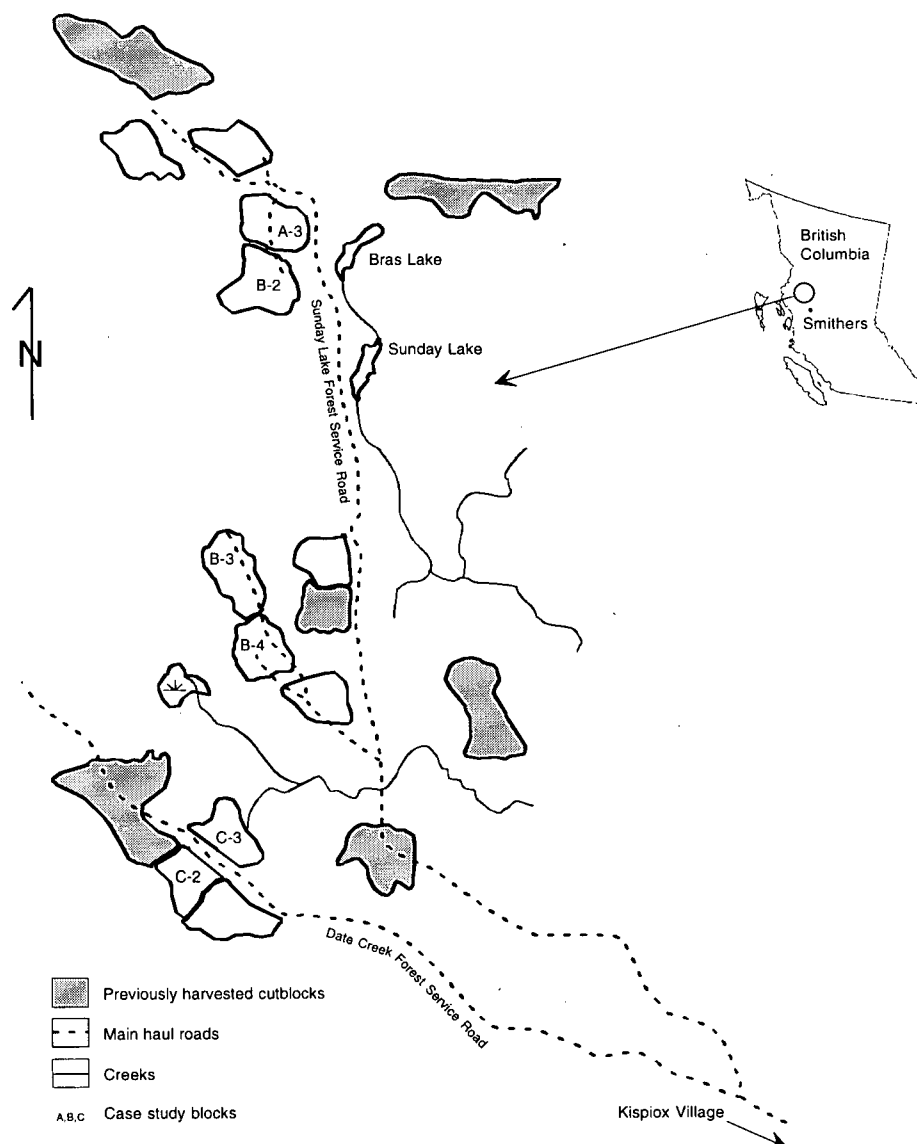 A-3
B-2
Bras Lake
British
Columbia
Smithers
N
Sunday Lake
Sunday Lake Forest Service Road
B-3
B-4
C-3
C-2
Date Creek Forest Service Road
Previously harvested cutblocks
Main haul roads
Creeks
A,B,C Case study blocks
Kispiox Village